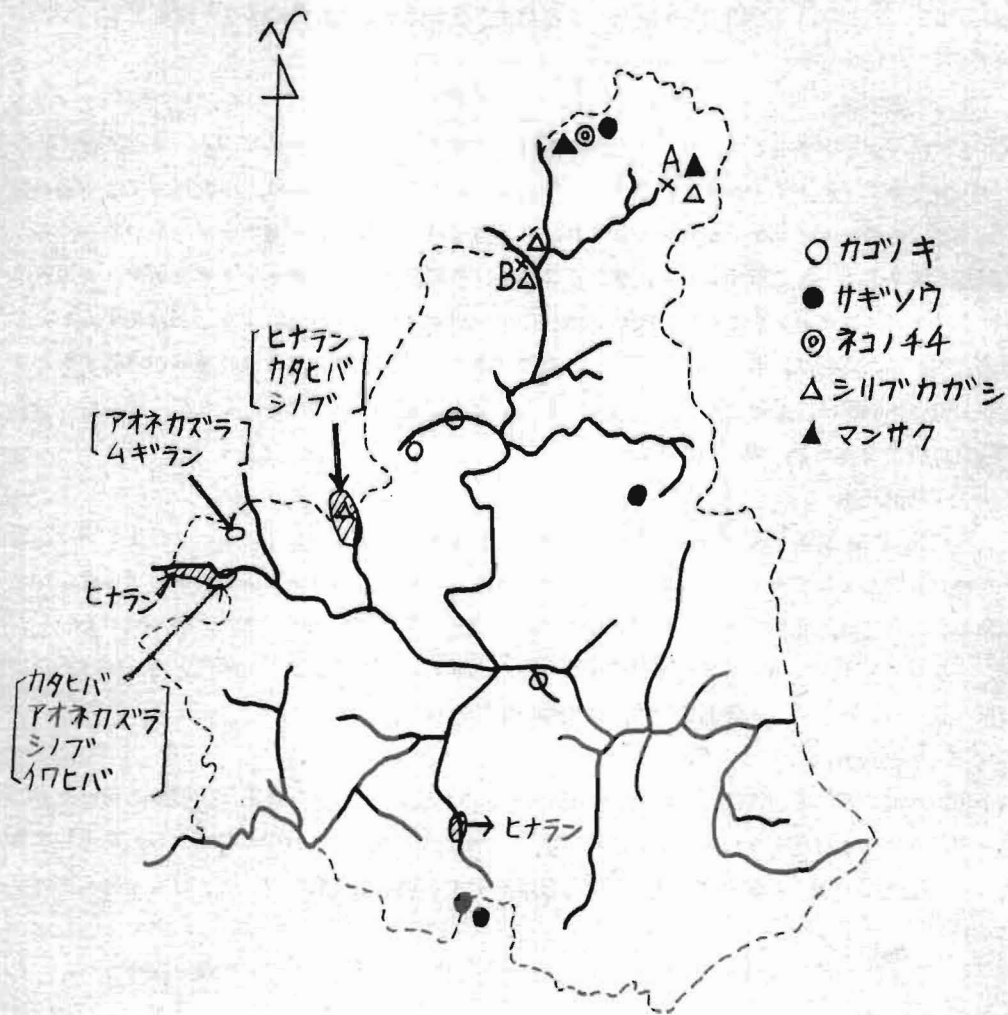 N
A
B
○ カゴノキ
● サギソウ
◎ ネコノチチ
△ シリブカガシ
▲ マンサク
ヒナラン
カタヒバ
シノブ
アオネカズラ
ムギラン
ヒナラン
カタヒバ
アオネカズラ
シノブ
イワヒバ
ヒナラン